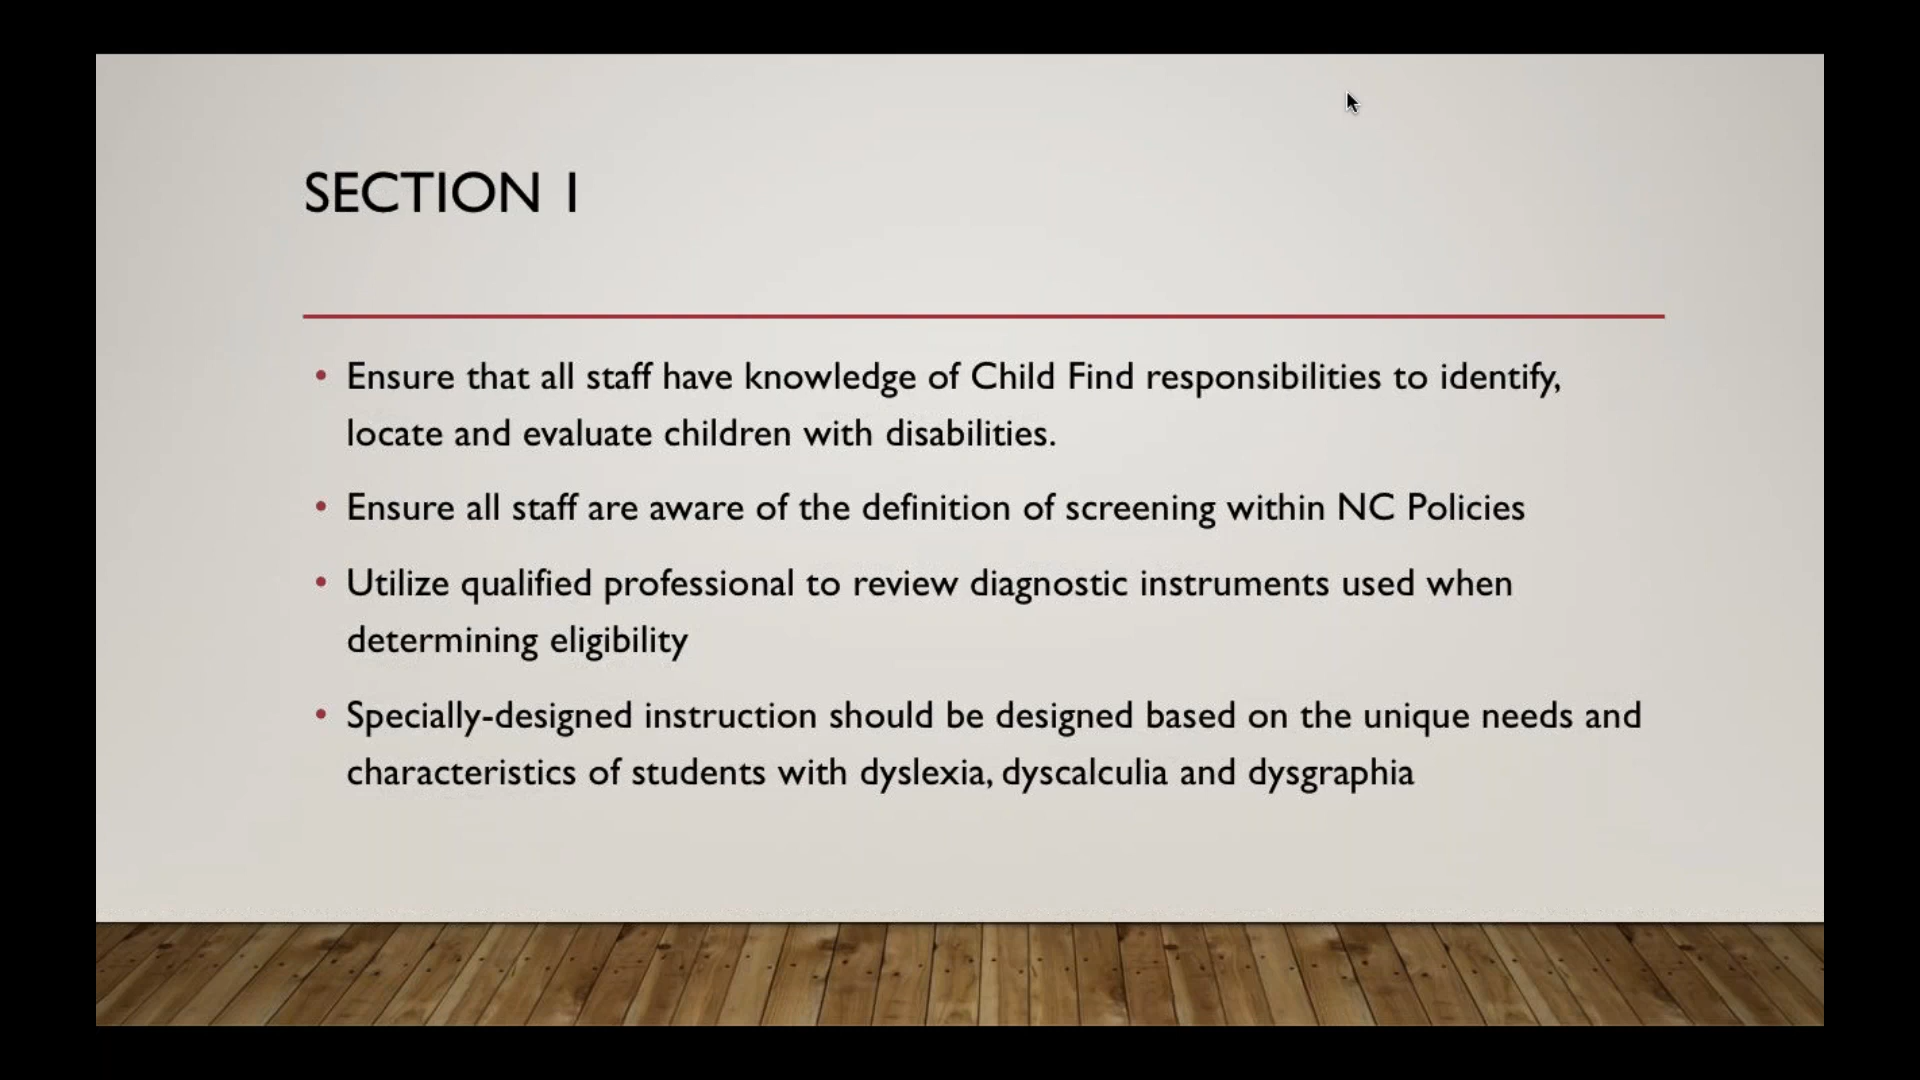 SECTION 1
• Ensure that all staff have knowledge of Child Find responsibilities to identify,
locate and evaluate children with disabilities.
• Ensure all staff are aware of the definition of screening within NC Policies
• Utilize qualified professional to review diagnostic instruments used when
determining eligibility
• Specially-designed instruction should be designed based on the unique needs and
characteristics of students with dyslexia, dyscalculia and dysgraphia